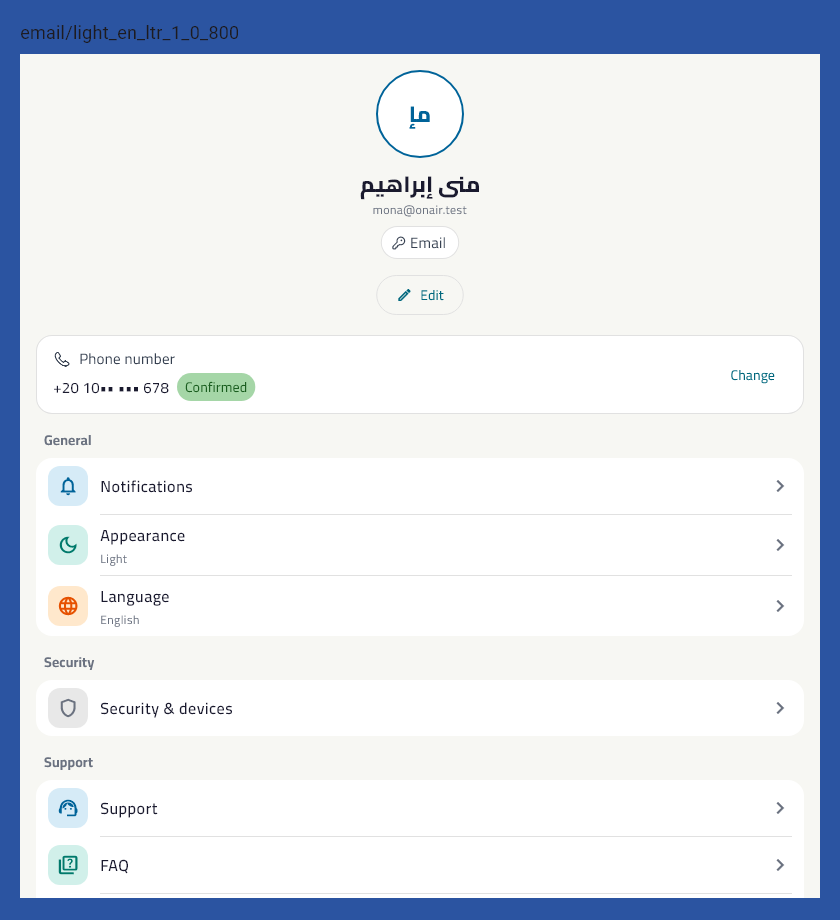 email/light_en_ltr_1_0_800
مإ
منى إبراهيم
mona@onair.test
Email
Edit
Phone number
+20 10•• ••• 678 Confirmed
Change
General
Notifications
Appearance
Light
Language
English
Security
Security & devices
Support
Support
FAQ